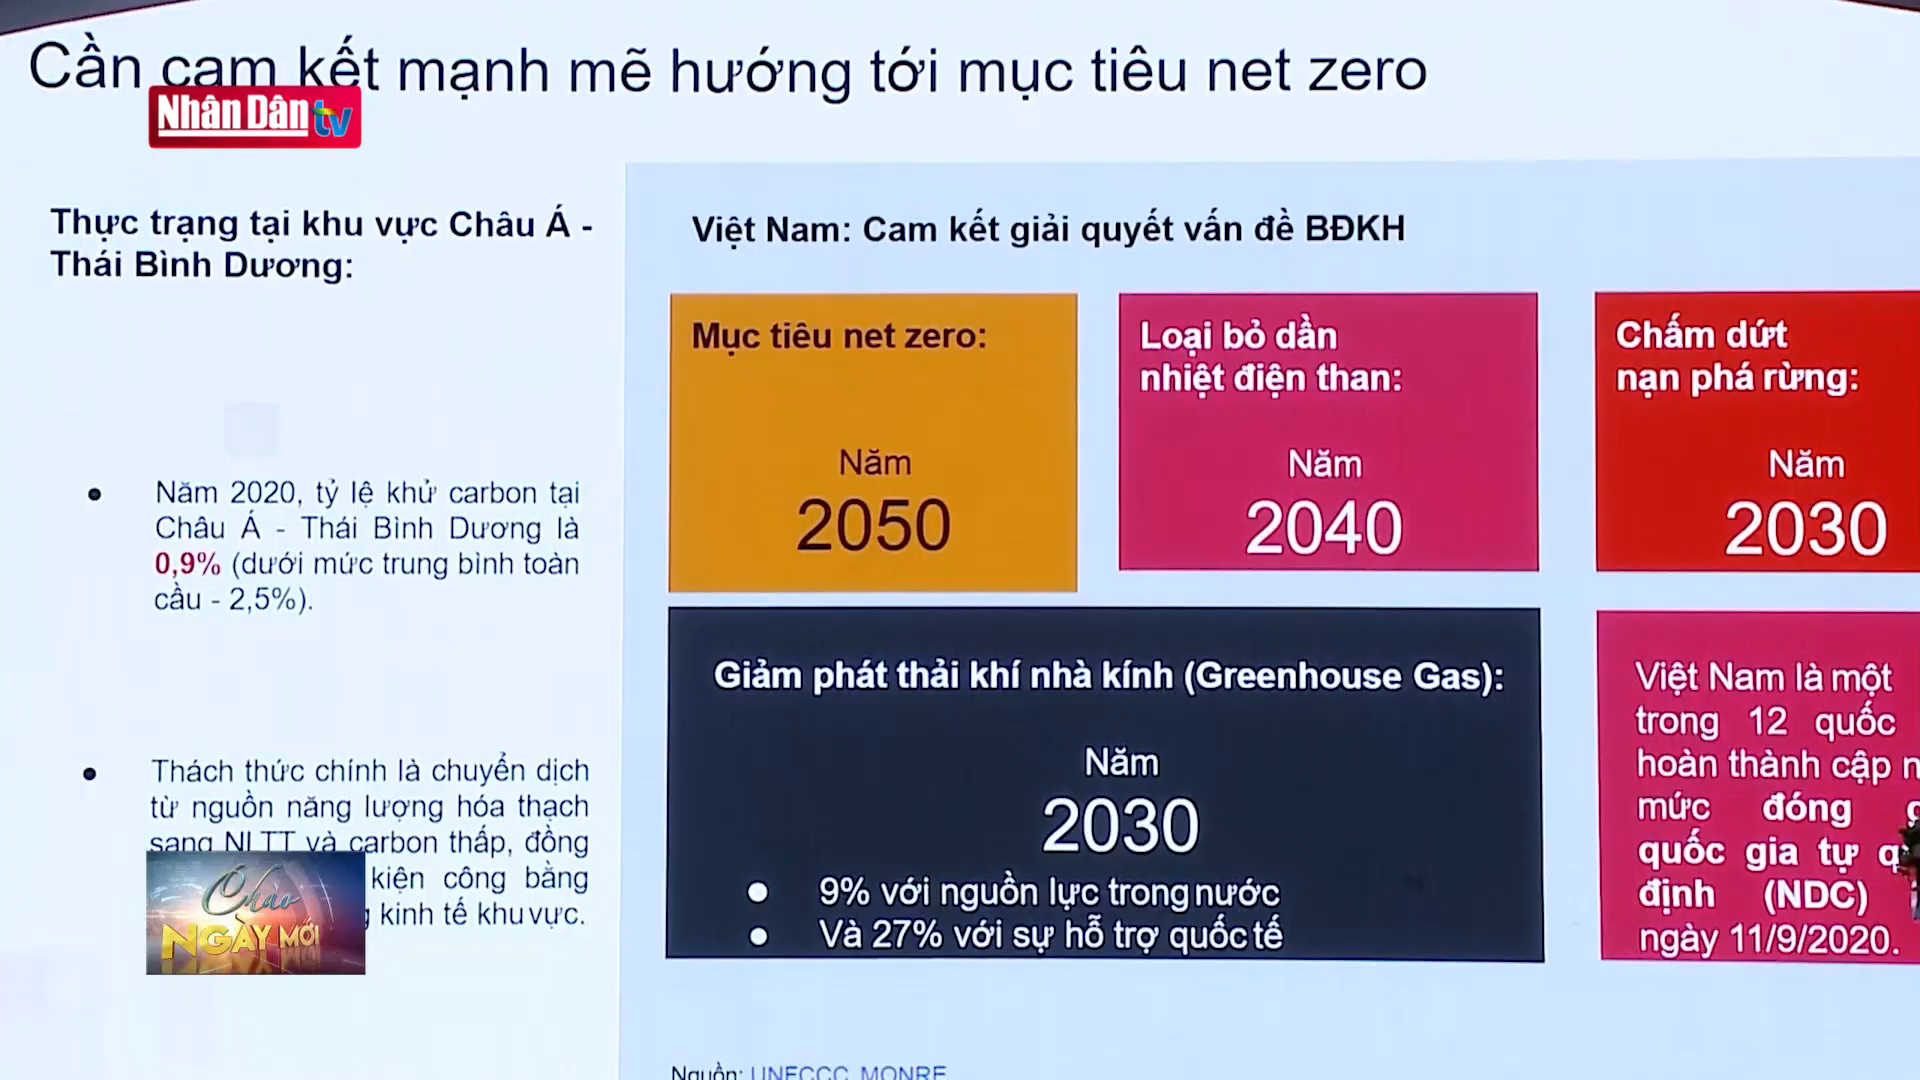 Cần cam kết mạnh mẽ hướng tới mục tiêu net zero
Nhân Dân tv
Thực trạng tại khu vực Châu Á -
Thái Bình Dương:
Năm 2020, tỷ lệ khử carbon tại
Châu Á - Thái Bình Dương là
0,9% (dưới mức trung bình toàn
cầu - 2,5%).
Thách thức chính là chuyển dịch
từ nguồn năng lượng hóa thạch
sang NLTT và carbon thấp, đồng
kiện công bằng
kinh tế khu vực.
Chào
NGÀY MỚI
Việt Nam: Cam kết giải quyết vấn đề BĐKH
Mục tiêu net zero:
Năm
2050
Loại bỏ dần
nhiệt điện than:
Năm
2040
Chấm dứt
nạn phá rừng:
Năm
2030
Giảm phát thải khí nhà kính (Greenhouse Gas):
Năm
2030
9% với nguồn lực trong nước
Và 27% với sự hỗ trợ quốc tế
Việt Nam là một
trong 12 quốc
hoàn thành cập
mức đóng
quốc gia tự
định (NDC)
ngày 11/9/2020.
Nguồn: UNFCCC, MONRE